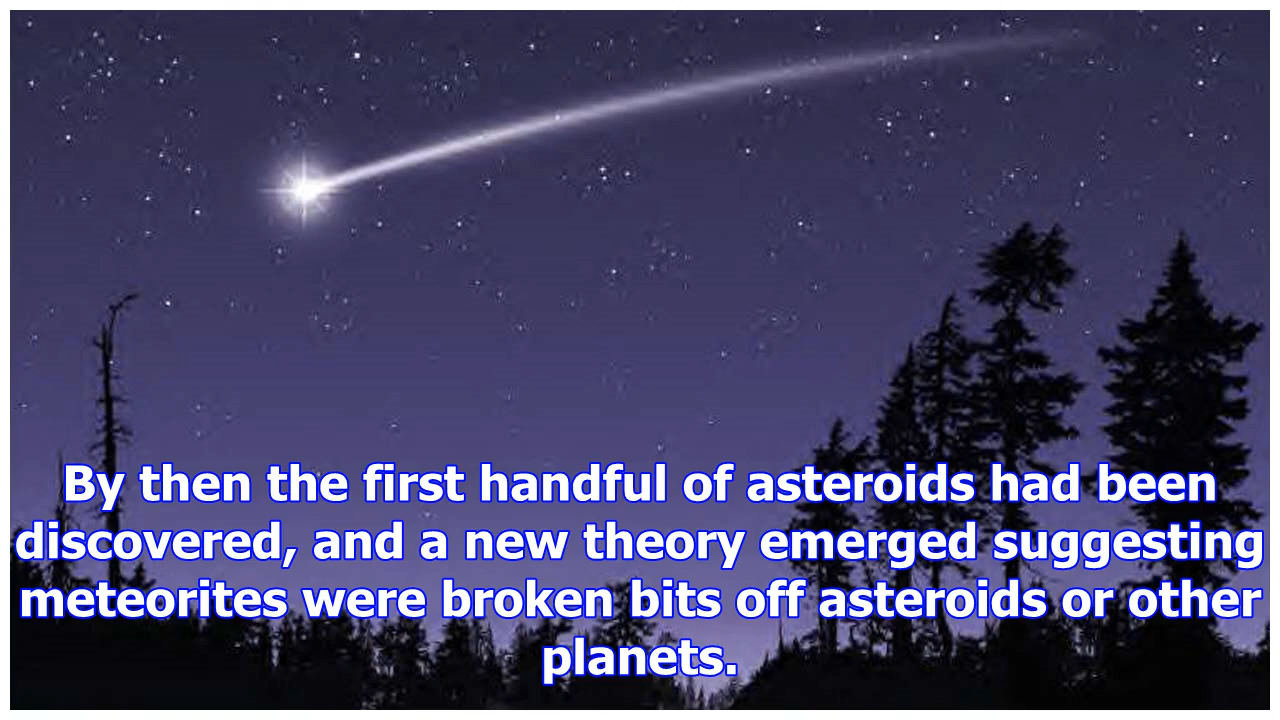 By then the first handful of asteroids had been
discovered, and a new theory emerged suggesting
meteorites were broken bits off asteroids or other
planets.